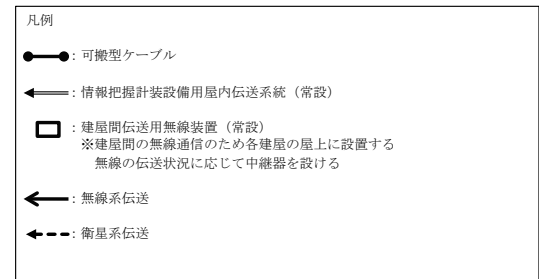 凡例
：可搬型ケーブル
：情報把握計装設備用屋内伝送系統（常設）
：建屋間伝送用無線装置（常設）
※建屋間の無線通信のため各建屋の屋上に設置する
無線の伝送状況に応じて中継器を設ける
：無線系伝送
：衛星系伝送